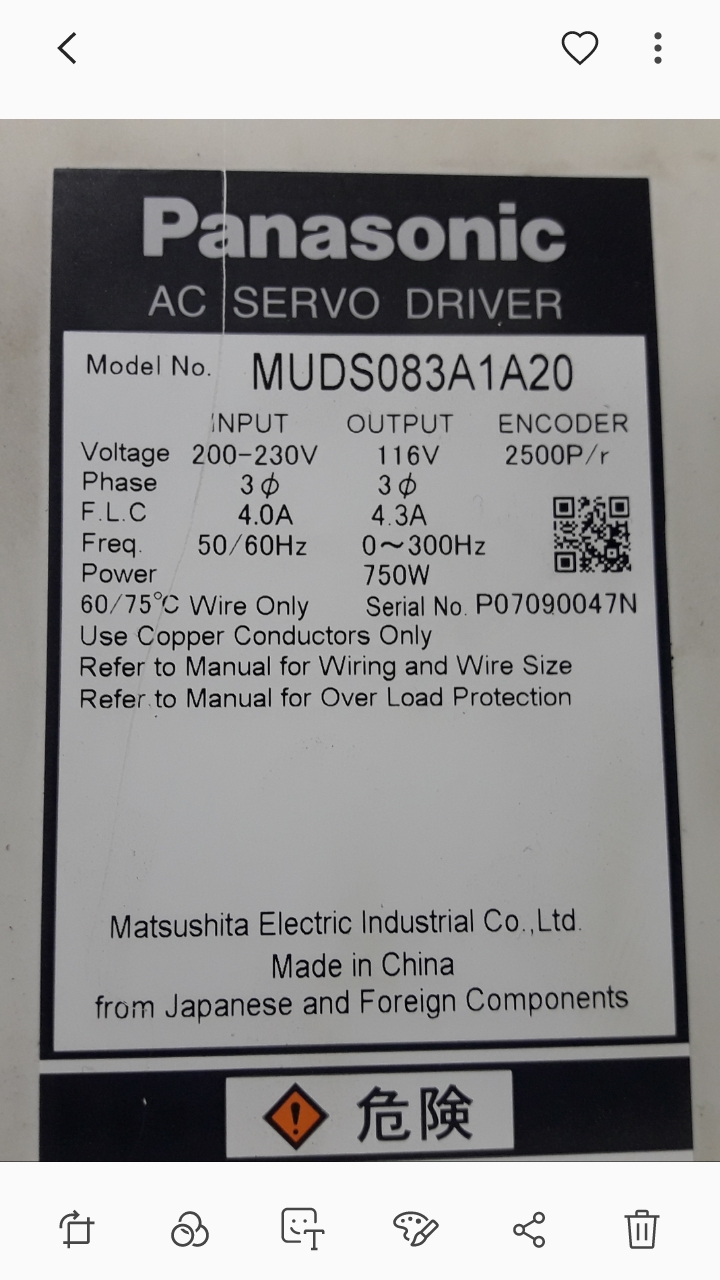 Panasonic
AC SERVO DRIVER
Model No. MUDS083A1A20
INPUT OUTPUT ENCODER
Voltage 200-230V 116V 2500P/r
Phase 3ϕ 3ϕ
F.L.C 4.0A 4.3A
Freq. 50/60Hz 0~300Hz
Power 750W
60/75°C Wire Only Serial No. P07090047N
Use Copper Conductors Only
Refer to Manual for Wiring and Wire Size
Refer to Manual for Over Load Protection
Matsushita Electric Industrial Co.,Ltd.
Made in China
from Japanese and Foreign Components
危険